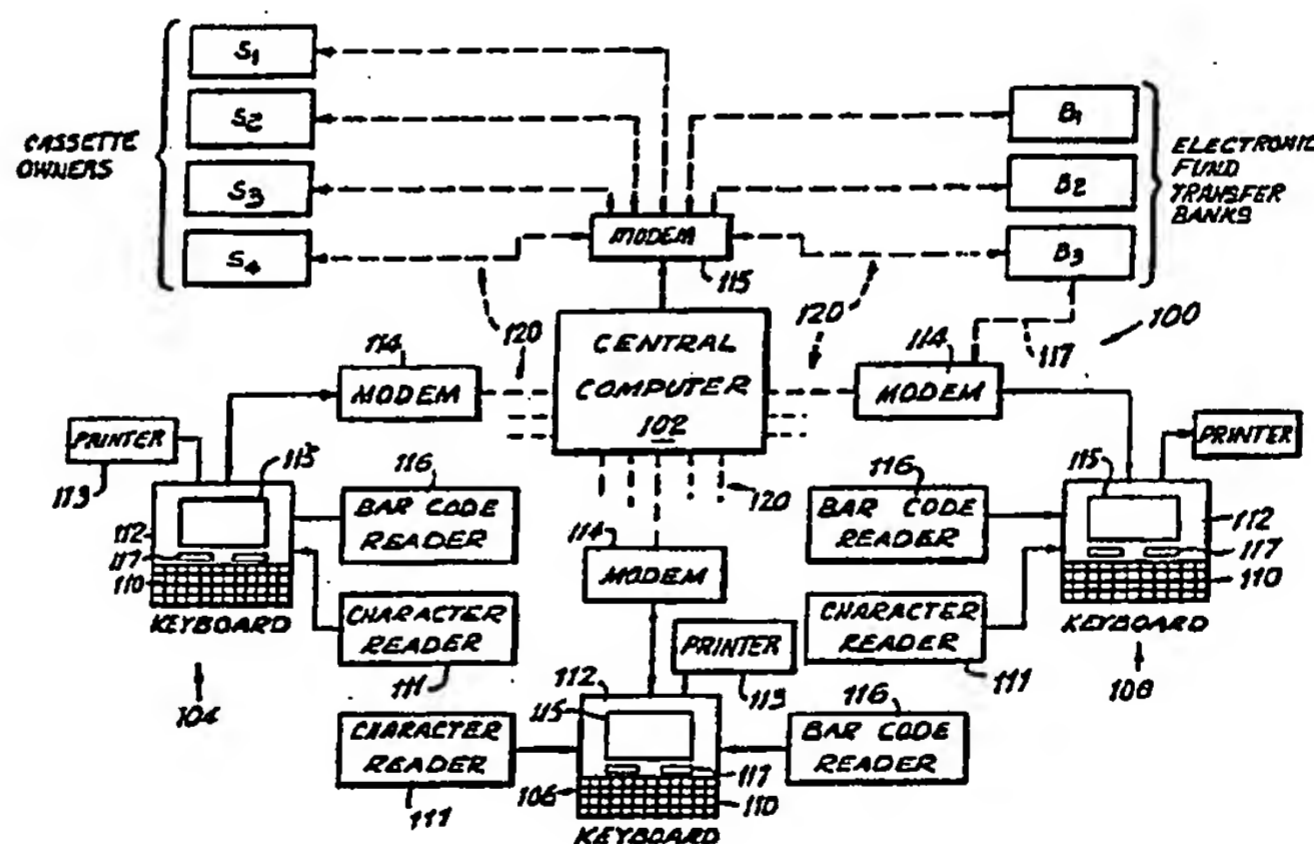 CASSETTE
OWNERS
S1
S2
S3
S4
MODEM
115
B1
B2
B3
ELECTRONIC
FUND
TRANSFER
BANKS
120
120
100
117
CENTRAL
COMPUTER
102
114
MODEM
114
MODEM
120
PRINTER
113
115
112
117
110
KEYBOARD
104
116
BAR CODE
READER
CHARACTER
READER
111
114
MODEM
PRINTER
113
112
115
117
106
110
KEYBOARD
CHARACTER
READER
111
116
BAR CODE
READER
116
BAR CODE
READER
CHARACTER
READER
111
PRINTER
115
112
117
110
KEYBOARD
108